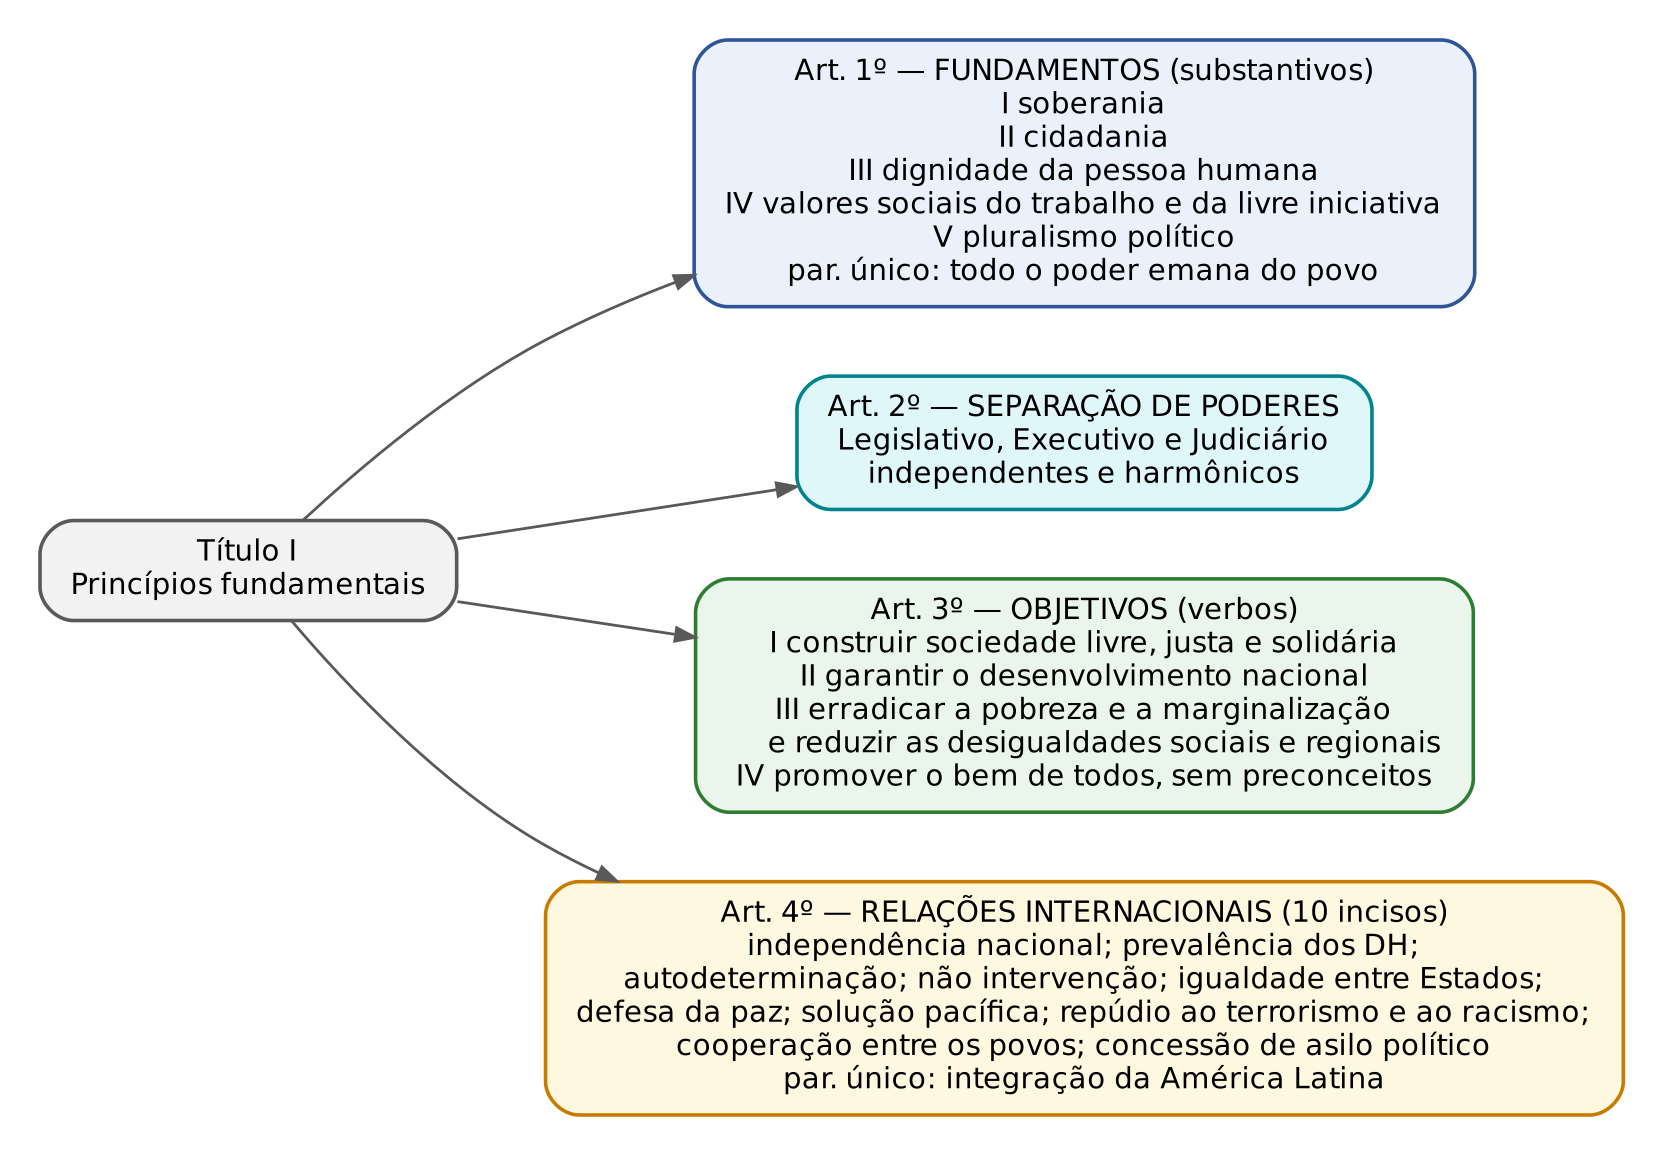 Art. 1º — FUNDAMENTOS (substantivos)
I soberania
II cidadania
III dignidade da pessoa humana
IV valores sociais do trabalho e da livre iniciativa
V pluralismo político
par. único: todo o poder emana do povo
Art. 2º — SEPARAÇÃO DE PODERES
Legislativo, Executivo e Judiciário
independentes e harmônicos
Título I
Princípios fundamentais
Art. 3º — OBJETIVOS (verbos)
I construir sociedade livre, justa e solidária
II garantir o desenvolvimento nacional
III erradicar a pobreza e a marginalização
e reduzir as desigualdades sociais e regionais
IV promover o bem de todos, sem preconceitos
Art. 4º — RELAÇÕES INTERNACIONAIS (10 incisos)
independência nacional; prevalência dos DH;
autodeterminação; não intervenção; igualdade entre Estados;
defesa da paz; solução pacífica; repúdio ao terrorismo e ao racismo;
cooperação entre os povos; concessão de asilo político
par. único: integração da América Latina